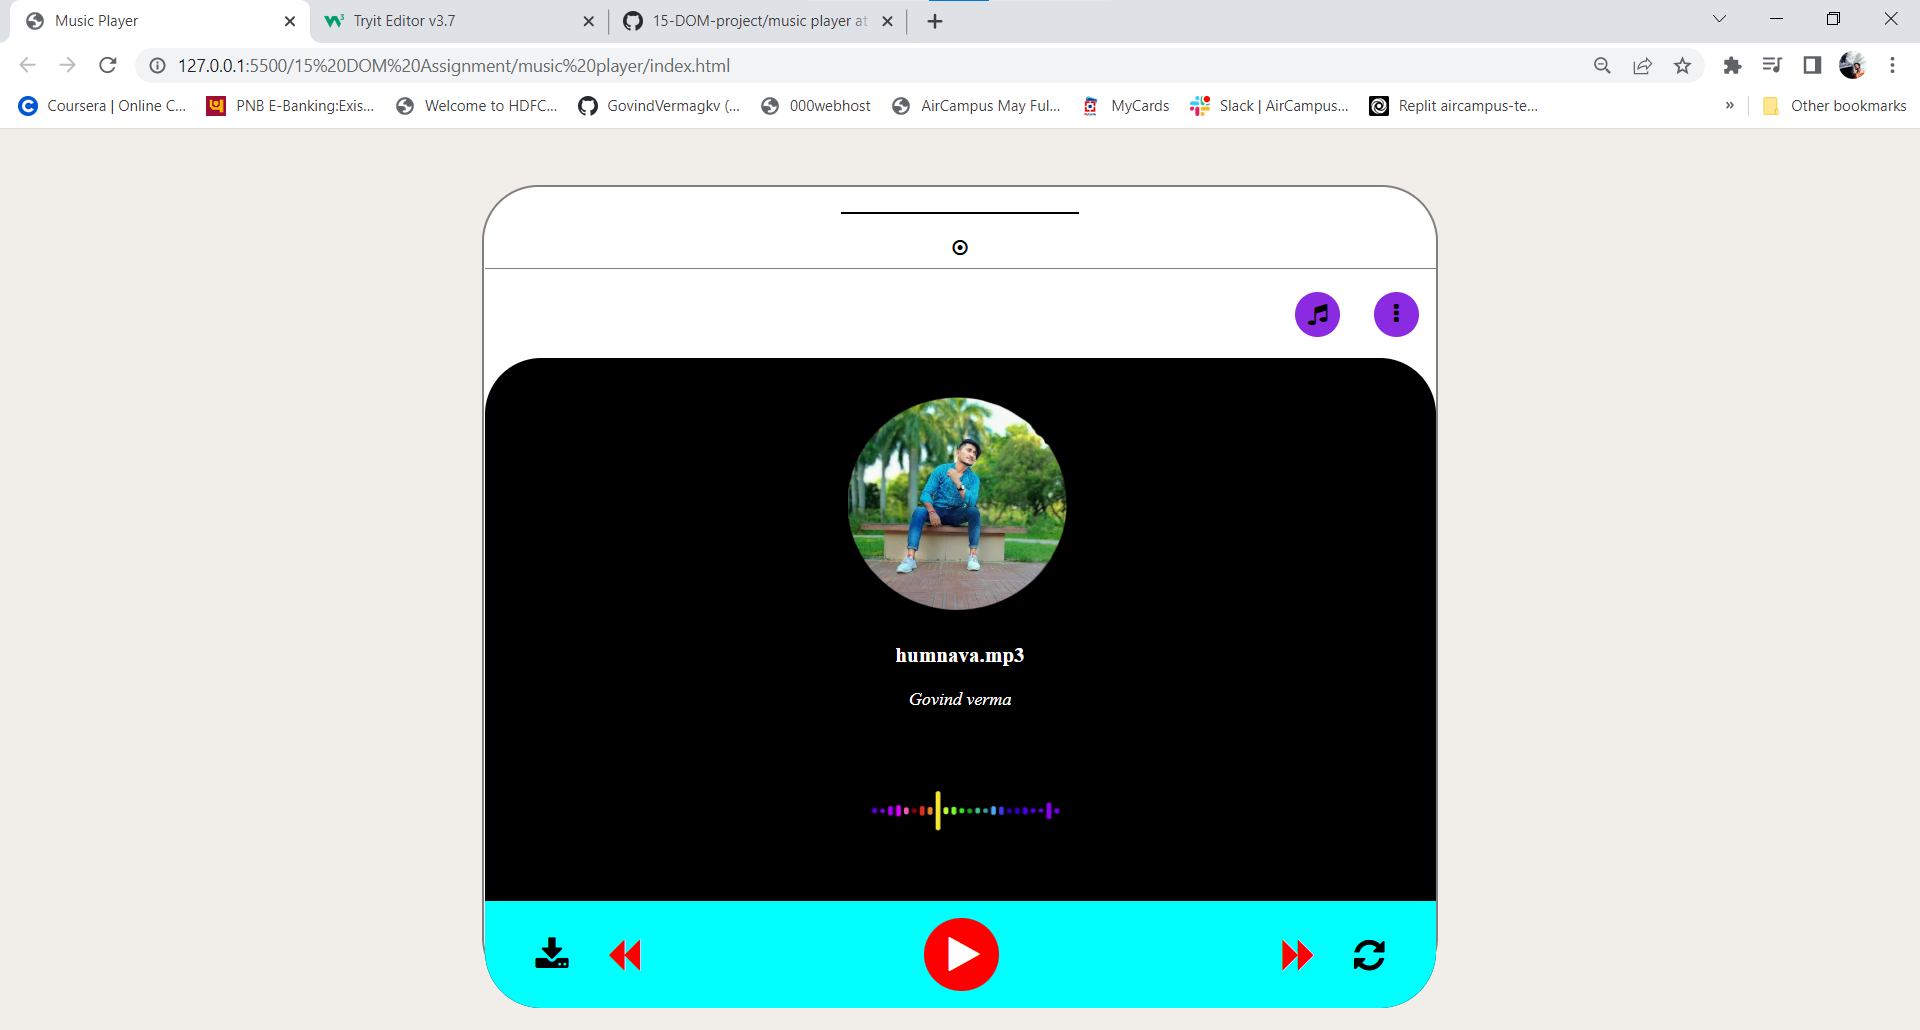 Music Player
Tryit Editor v3.7
15-DOM-project/music player at
127.0.0.1:5500/15%20DOM%20Assignment/music%20player/index.html
Coursera | Online C...
PNB E-Banking:Exis...
Welcome to HDFC...
GovindVermagkv (...
000webhost
AirCampus May Ful...
MyCards
Slack | AirCampus...
Replit aircampus-te...
»
Other bookmarks
humnava.mp3
Govind verma